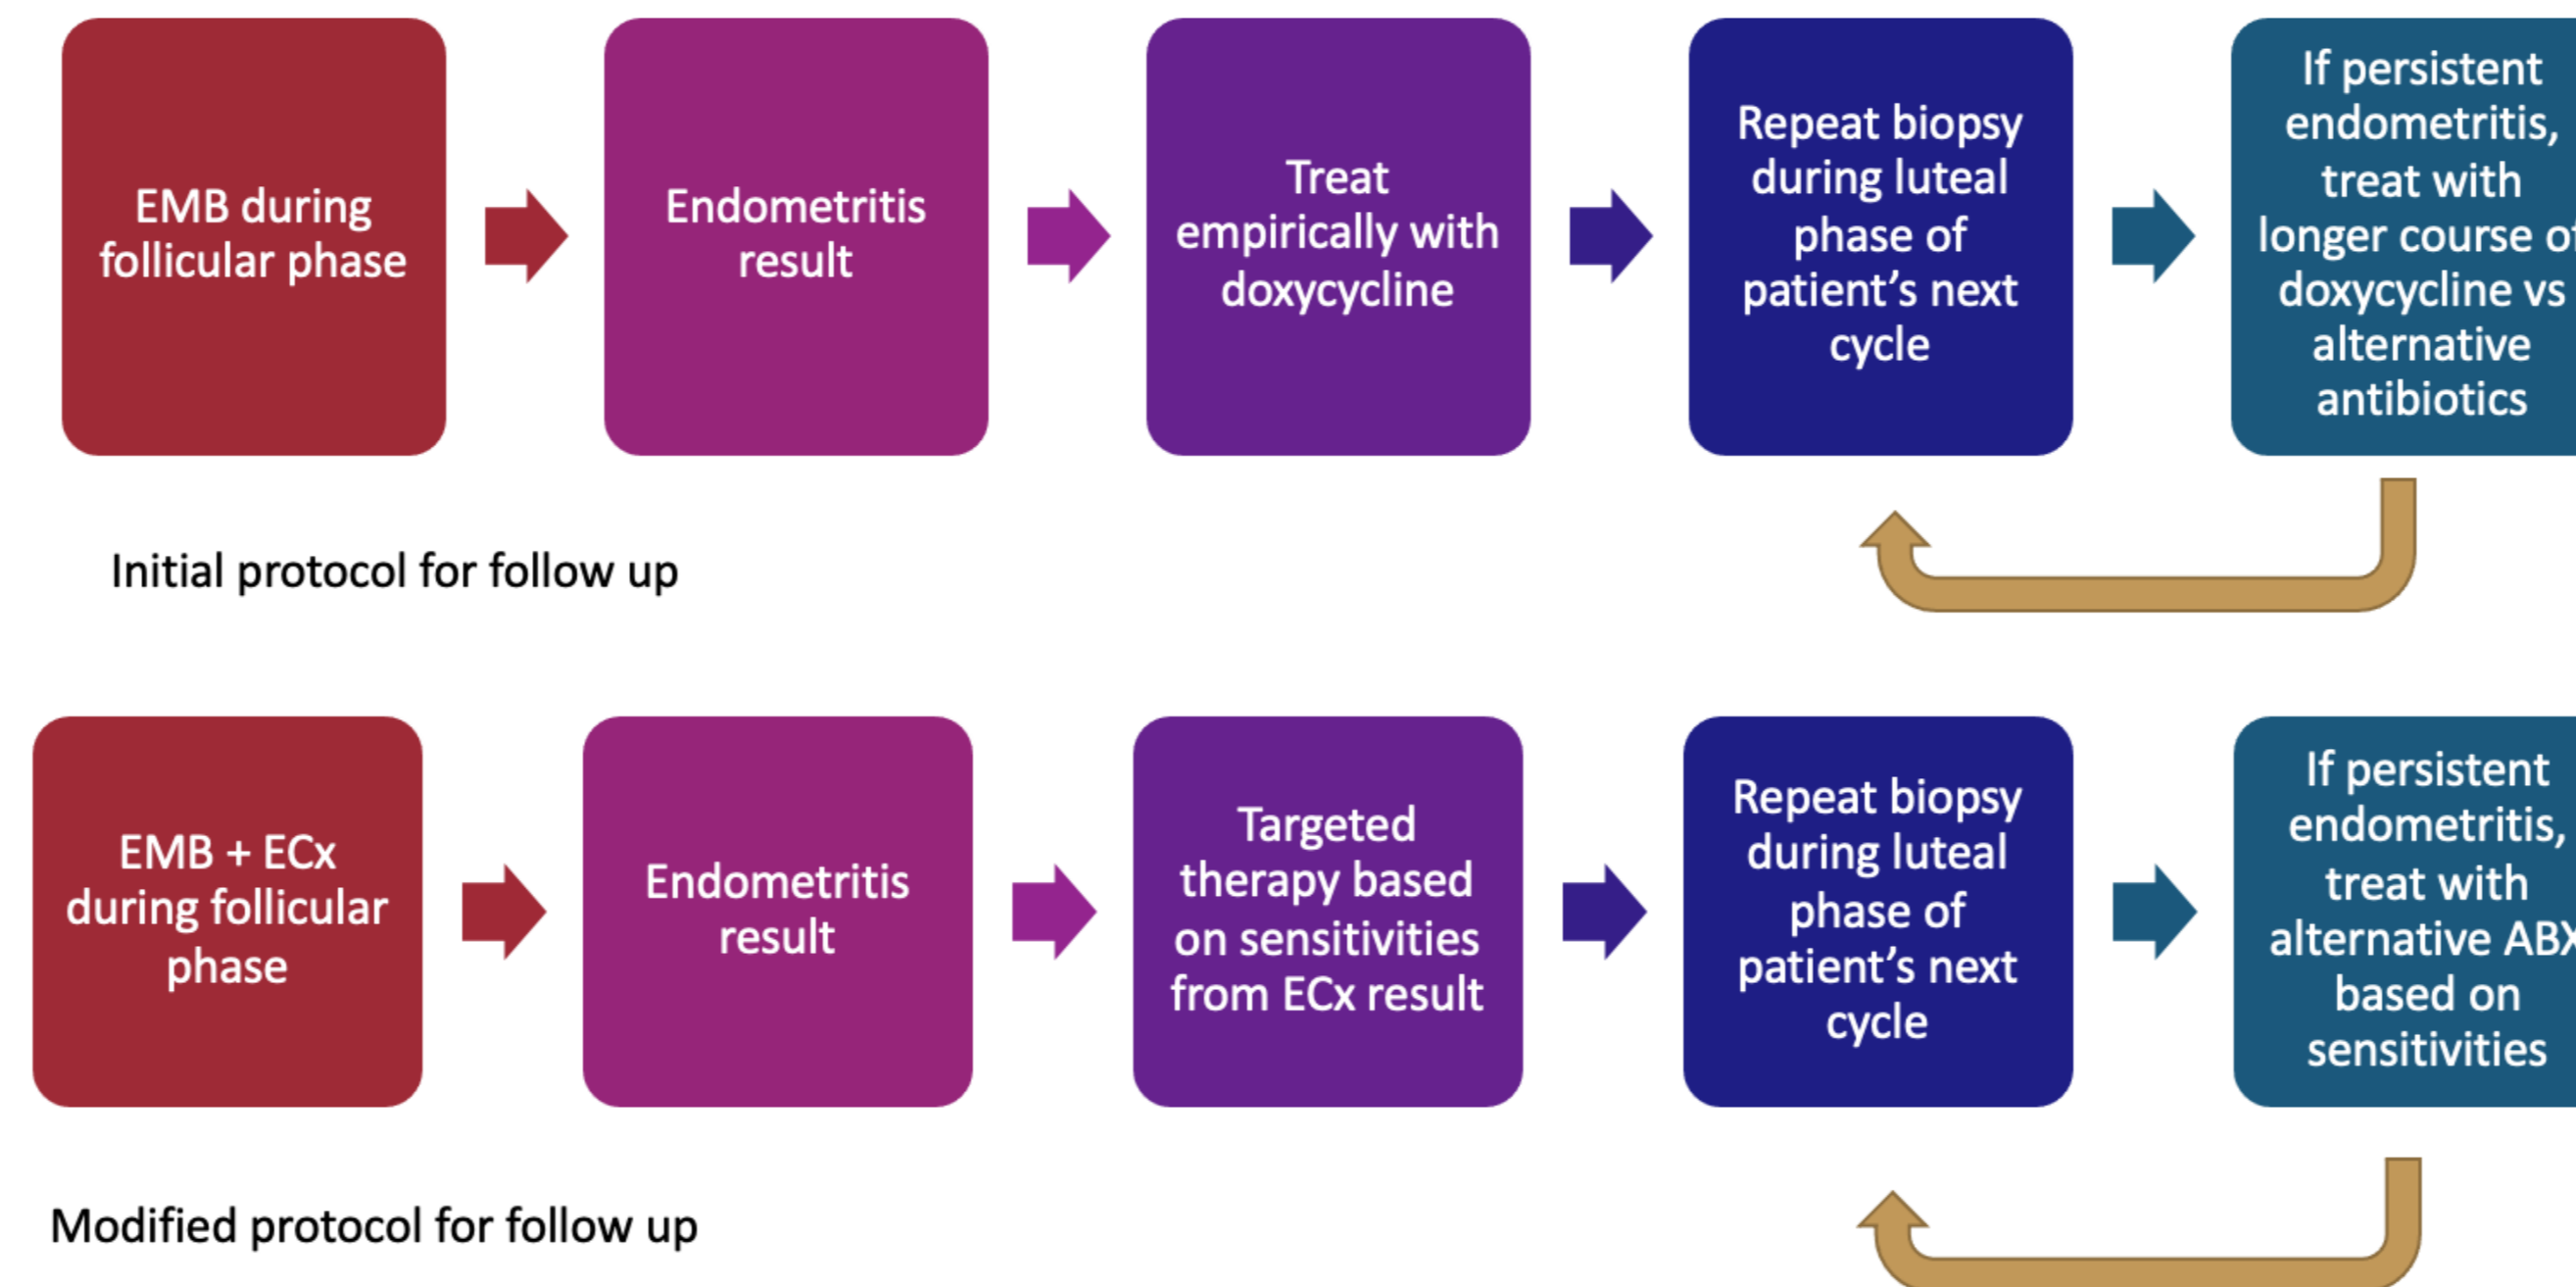 EMB during
follicular phase
Endometritis
result
Treat
empirically with
doxycycline
Repeat biopsy
during luteal
phase of
patient's next
cycle
If persistent
endometritis,
treat with
longer course of
doxycycline vs
alternative
antibiotics
Initial protocol for follow up
EMB + ECx
during follicular
phase
Endometritis
result
Targeted
therapy based
on sensitivities
from ECx result
Repeat biopsy
during luteal
phase of
patient's next
cycle
If persistent
endometritis,
treat with
alternative ABX
based on
sensitivities
Modified protocol for follow up